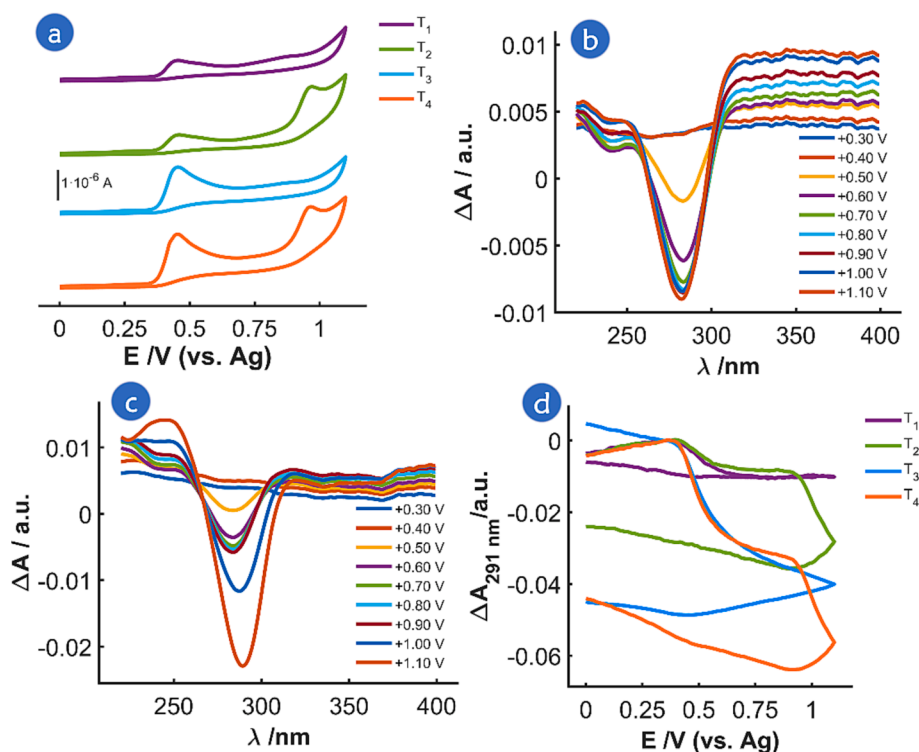 a
T₁
T₂
T₃
T₄
1·10⁻⁶ A
0
0.25
0.5
0.75
1
E /V (vs. Ag)
b
0.01
0.005
0
-0.005
-0.01
ΔA / a.u.
+0.30 V
+0.40 V
+0.50 V
+0.60 V
+0.70 V
+0.80 V
+0.90 V
+1.00 V
+1.10 V
250
300
350
400
λ /nm
c
0.01
0
-0.01
-0.02
ΔA / a.u.
+0.30 V
+0.40 V
+0.50 V
+0.60 V
+0.70 V
+0.80 V
+0.90 V
+1.00 V
+1.10 V
250
300
350
400
λ /nm
d
T₁
T₂
T₃
T₄
0
-0.02
-0.04
-0.06
ΔA₂₉₁ ₙₘ/a.u.
0
0.25
0.5
0.75
1
E /V (vs. Ag)